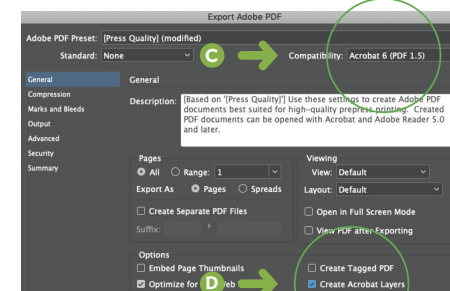 Export Adobe PDF
Adobe PDF Preset: [Press Quality] (modified)
Standard: None
C
Compatibility: Acrobat 6 (PDF 1.5)
General
Compression
Marks and Bleeds
Output
Advanced
Security
Summary
General
Description: [Based on '[Press Quality]'] Use these settings to create Adobe PDF
documents best suited for high-quality prepress printing. Created
PDF documents can be opened with Acrobat and Adobe Reader 5.0
and later.
Pages
All Range: 1
Export As Pages Spreads
Create Separate PDF Files
Suffix:
Viewing
View: Default
Layout: Default
Open in Full Screen Mode
View PDF after Exporting
Options
Embed Page Thumbnails
Optimize for Web
D
Create Tagged PDF
Create Acrobat Layers